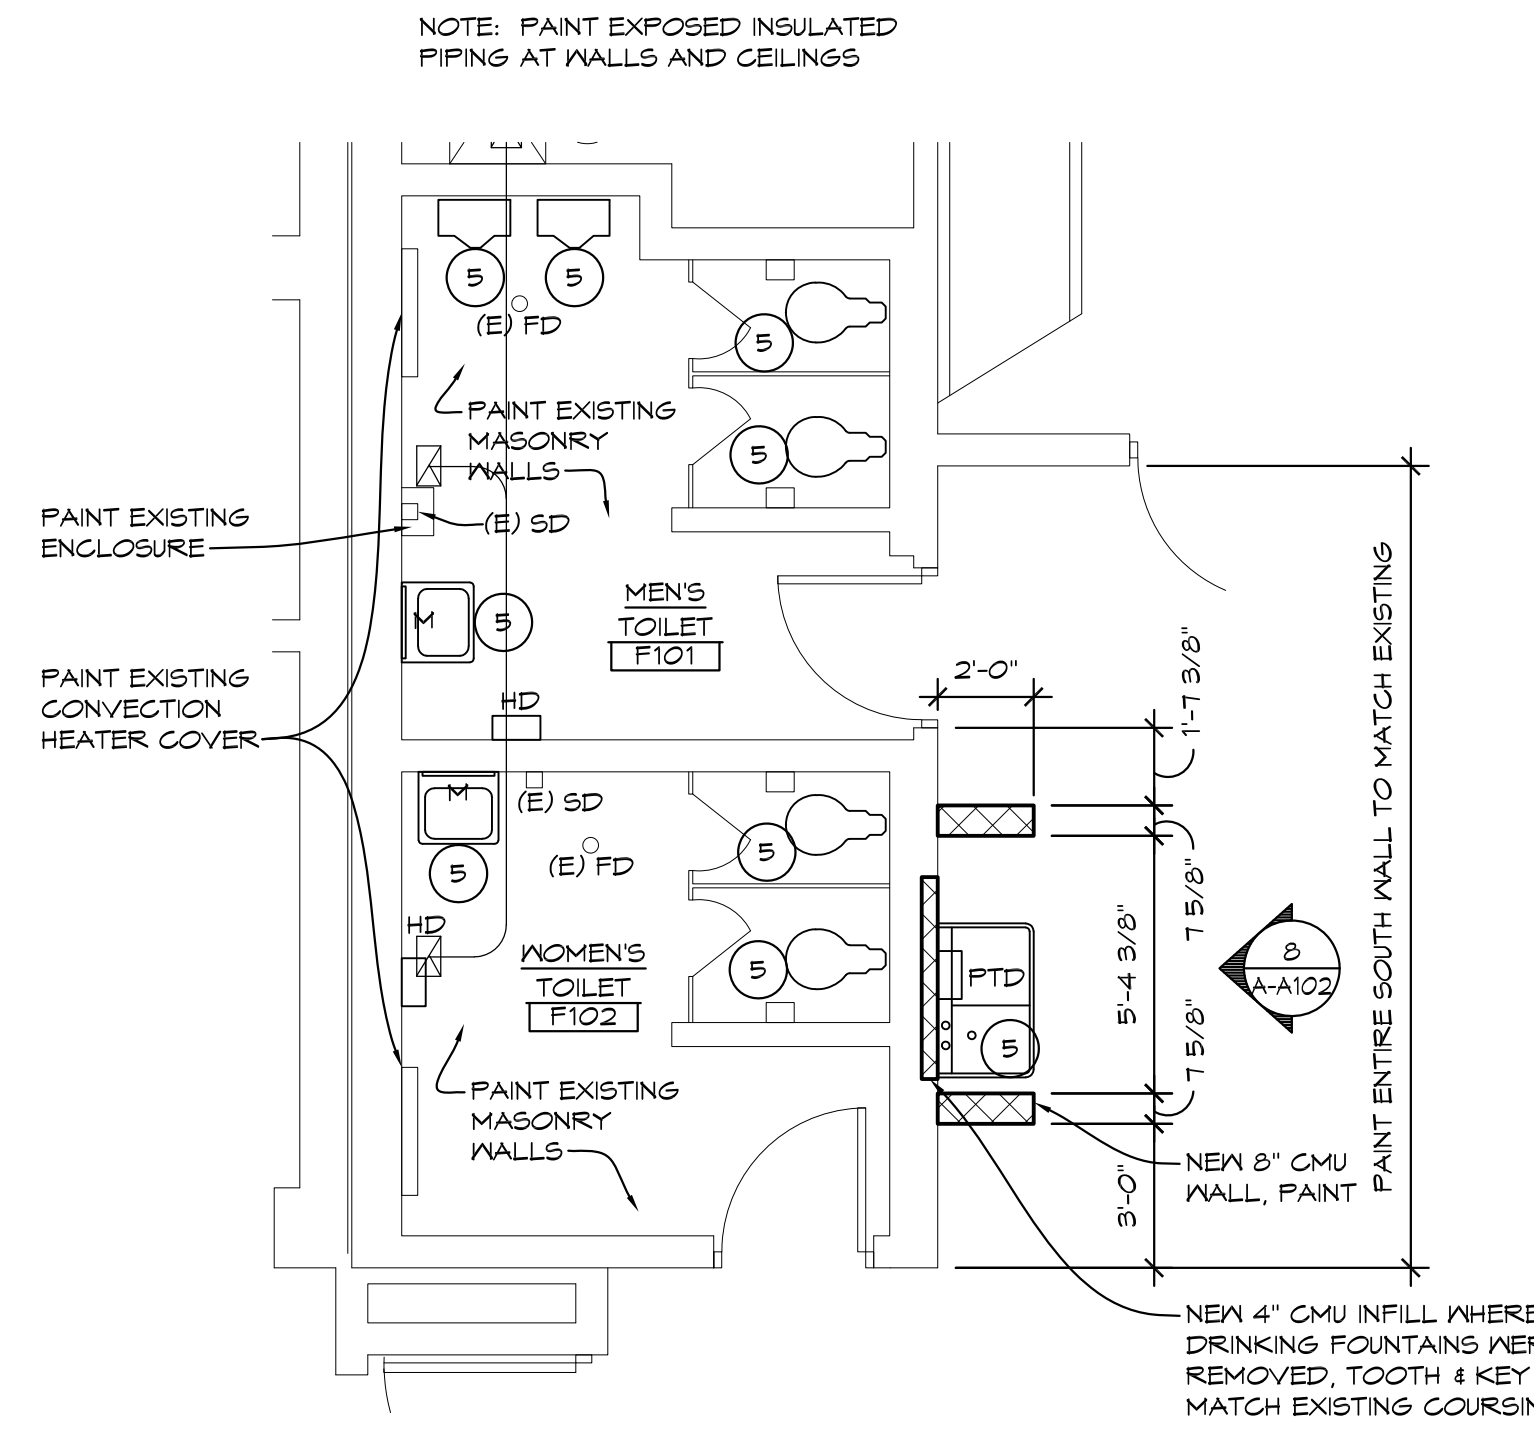 NOTE: PAINT EXPOSED INSULATED
PIPING AT WALLS AND CEILINGS
5
5
(E) FD
5
PAINT EXISTING
MASONRY
WALLS
5
PAINT EXISTING
ENCLOSURE
(E) SD
M
5
MEN'S
TOILET
F101
PAINT EXISTING
CONVECTION
HEATER COVER
HD
2'-0"
1'-7 3/8"
PAINT ENTIRE SOUTH WALL TO MATCH EXISTING
M
(E) SD
(E) FD
5
5
HD
WOMEN'S
TOILET
F102
5
PTD
5
7 5/8"
5'-4 3/8"
7 5/8"
8
A-A102
PAINT EXISTING
MASONRY
WALLS
3'-0"
NEW 8" CMU
WALL, PAINT
NEW 4" CMU INFILL WHERE
DRINKING FOUNTAINS
REMOVED, TOOTH & KEY
MATCH EXISTING